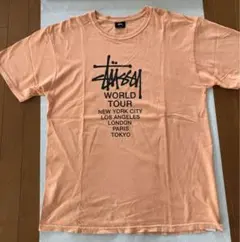 Stüssy
WORLD
TOUR
NEW YORK CITY
LOS ANGELES
LONDON
PARIS
TOKYO